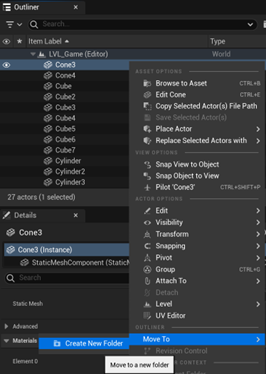 Outliner
Search...
Item Label
Type
LVL_Game (Editor)
World
Cone3
Cone4
Cube
Cube2
Cube3
Cube4
Cube5
Cube6
Cube7
Cylinder
Cylinder2
Cylinder3
27 actors (1 selected)
ASSET OPTIONS
Browse to Asset CTRL+B
Edit Cone CTRL+E
Copy Selected Actor(s) File Path
Save Selected Actor(s)
Place Actor
Replace Selected Actors with
VIEW OPTIONS
Snap View to Object
Snap Object to View
Pilot 'Cone3' CTRL+SHIFT+P
ACTOR OPTIONS
Edit
Visibility
Transform
Snapping
Pivot
Group CTRL+G
Attach To
Detach
Level
UV Editor
OUTLINER
Move To
Revision Control
Details
Cone3
Cone3 (Instance)
StaticMeshComponent (StaticM
Search
Static Mesh
Advanced
Materials
Create New Folder
Element 0
Move to a new folder